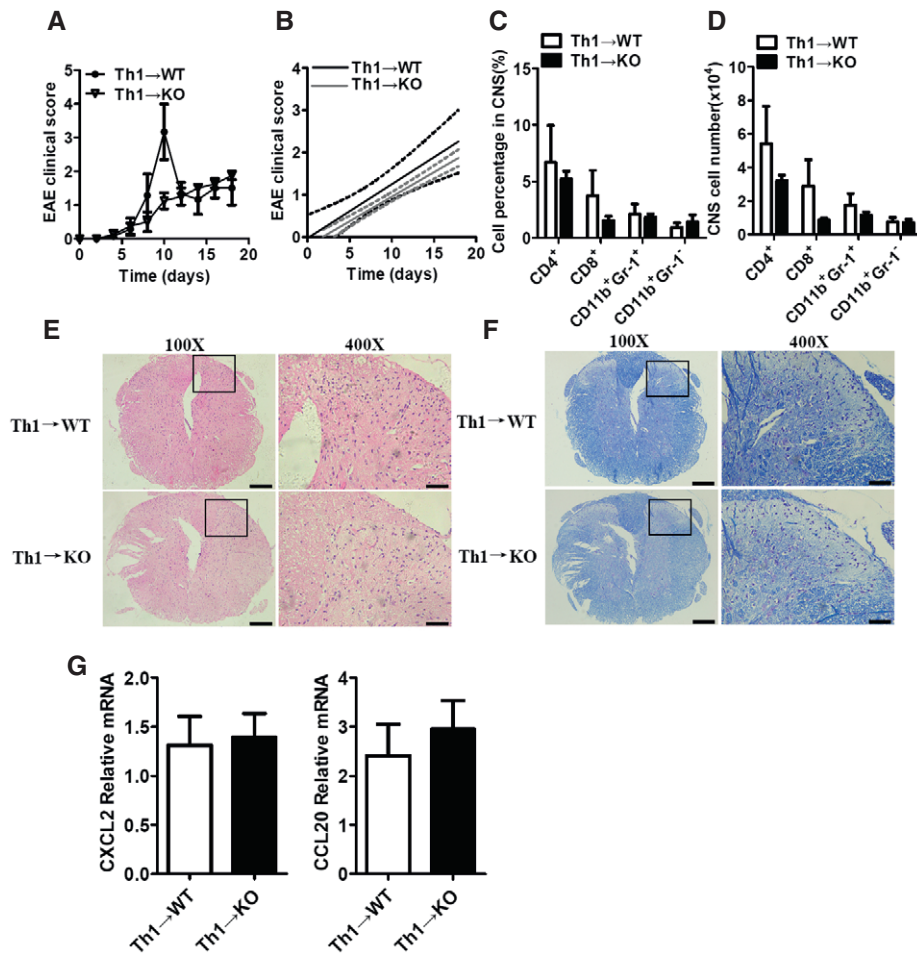 A
EAE clinical score
5
4
3
2
1
0
Th1→WT
Th1→KO
0 5 10 15 20
Time (days)
B
EAE clinical score
4
3
2
1
0
Th1→WT
Th1→KO
0 5 10 15 20
Time (days)
C
Cell percentage in CNS(%)
15
10
5
0
Th1→WT
Th1→KO
CD4⁺
CD8⁺
CD11b⁺Gr-1⁺
CD11b⁺Gr-1⁻
D
CNS cell number(x10⁴)
10
8
6
4
2
0
Th1→WT
Th1→KO
CD4⁺
CD8⁺
CD11b⁺Gr-1⁺
CD11b⁺Gr-1⁻
E
100X 400X
Th1→WT
Th1→KO
F
100X 400X
Th1→WT
Th1→KO
G
CXCL2 Relative mRNA
2.0
1.5
1.0
0.5
0.0
Th1→WT
Th1→KO
CCL20 Relative mRNA
4
3
2
1
0
Th1→WT
Th1→KO